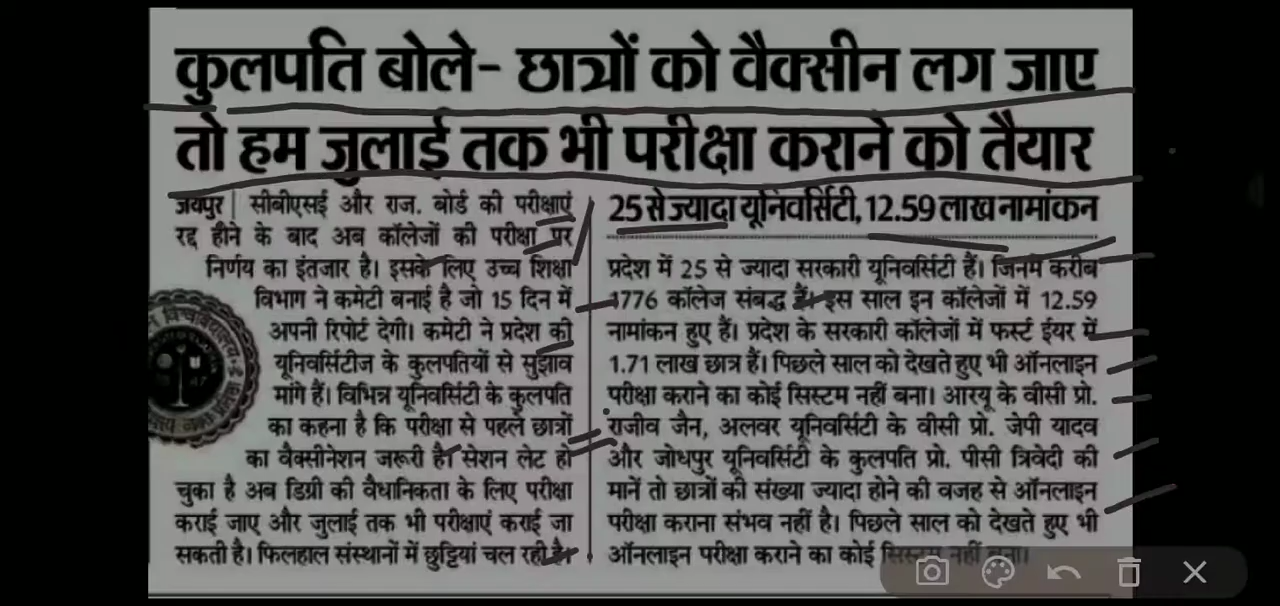 कुलपति बोले- छात्रों को वैक्सीन लग जाए
तो हम जुलाई तक भी परीक्षा कराने को तैयार
जयपुर | सीबीएसई और राज. बोर्ड की परीक्षाएं
रद्द होने के बाद अब कॉलेजों की परीक्षा पर
निर्णय का इंतजार है। इसके लिए उच्च शिक्षा
विभाग ने कमेटी बनाई है जो 15 दिन में
अपनी रिपोर्ट देगी। कमेटी ने प्रदेश की
यूनिवर्सिटीज के कुलपतियों से सुझाव
मांगे हैं। विभिन्न यूनिवर्सिटी के कुलपति
का कहना है कि परीक्षा से पहले छात्रों
का वैक्सीनेशन जरूरी है। सेशन लेट हो
चुका है अब डिग्री की वैधानिकता के लिए परीक्षा
कराई जाए और जुलाई तक भी परीक्षाएं कराई जा
सकती है। फिलहाल संस्थानों में छुट्टियां चल रही है।
25 से ज्यादा यूनिवर्सिटी, 12.59 लाख नामांकन
प्रदेश में 25 से ज्यादा सरकारी यूनिवर्सिटी हैं। जिनमें करीब
1776 कॉलेज संबद्ध हैं। इस साल इन कॉलेजों में 12.59
नामांकन हुए हैं। प्रदेश के सरकारी कॉलेजों में फर्स्ट ईयर में
1.71 लाख छात्र हैं। पिछले साल को देखते हुए भी ऑनलाइन
परीक्षा कराने का कोई सिस्टम नहीं बना। आरयू के वीसी प्रो.
राजीव जैन, अलवर यूनिवर्सिटी के वीसी प्रो. जेपी यादव
और जोधपुर यूनिवर्सिटी के कुलपति प्रो. पीसी त्रिवेदी की
मानें तो छात्रों की संख्या ज्यादा होने की वजह से ऑनलाइन
परीक्षा कराना संभव नहीं है। पिछले साल को देखते हुए भी
ऑनलाइन परीक्षा कराने का कोई सिस्टम नहीं बना।